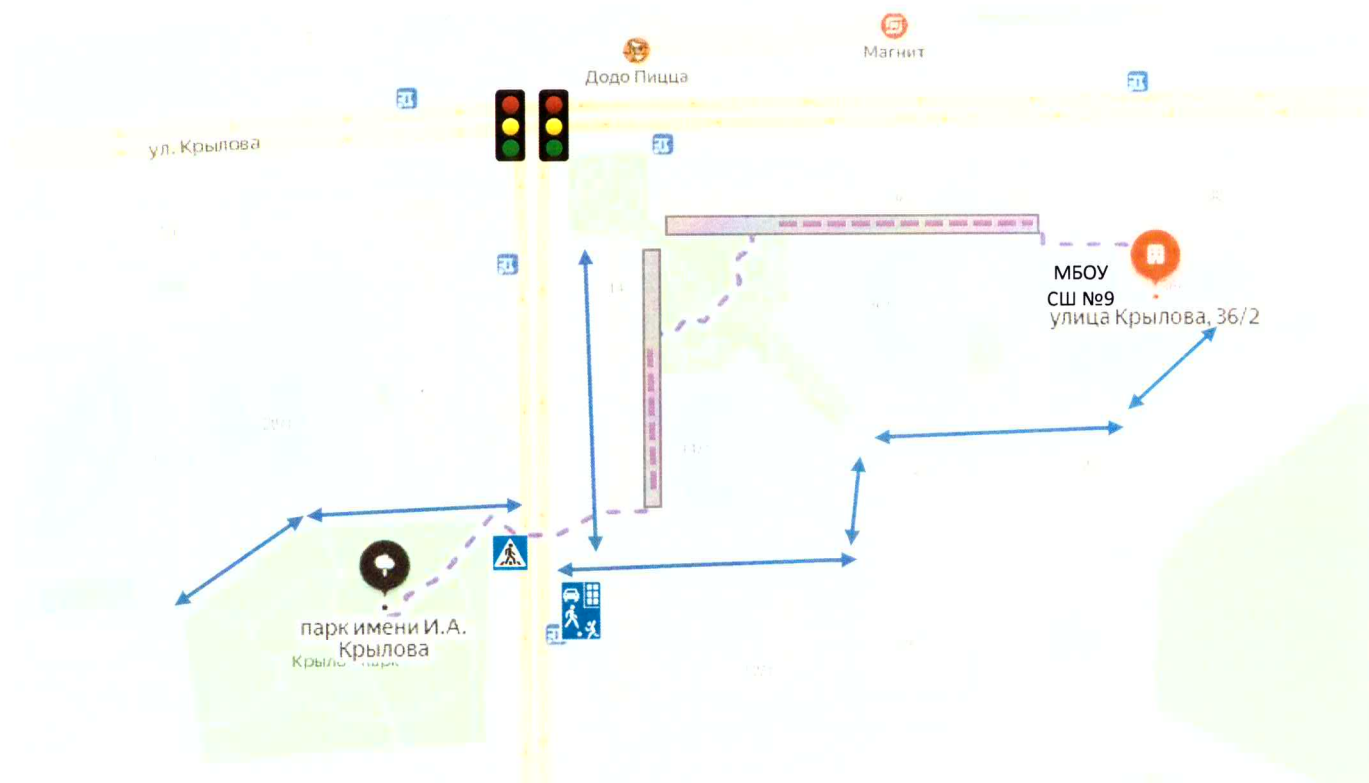 Магнит
Додо Пицца
ул. Крылова
МБОУ
СШ №9
улица Крылова, 36/2
парк имени И.А.
Крылова